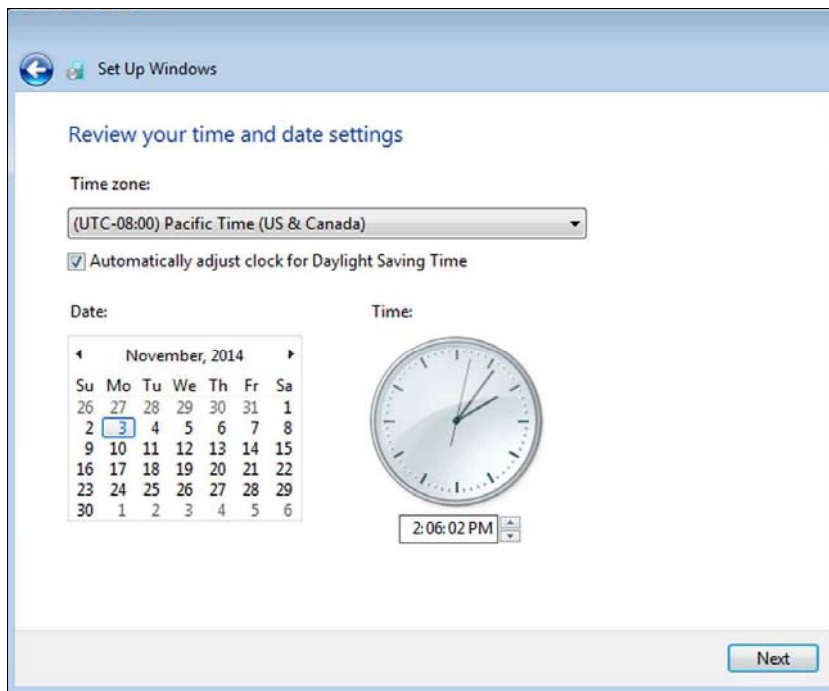 Set Up Windows
Review your time and date settings
Time zone:
(UTC-08:00) Pacific Time (US & Canada)
Automatically adjust clock for Daylight Saving Time
Date:
Time:
November, 2014
Su Mo Tu We Th Fr Sa
26 27 28 29 30 31 1
2 3 4 5 6 7 8
9 10 11 12 13 14 15
16 17 18 19 20 21 22
23 24 25 26 27 28 29
30 1 2 3 4 5 6
2:06:02 PM
Next